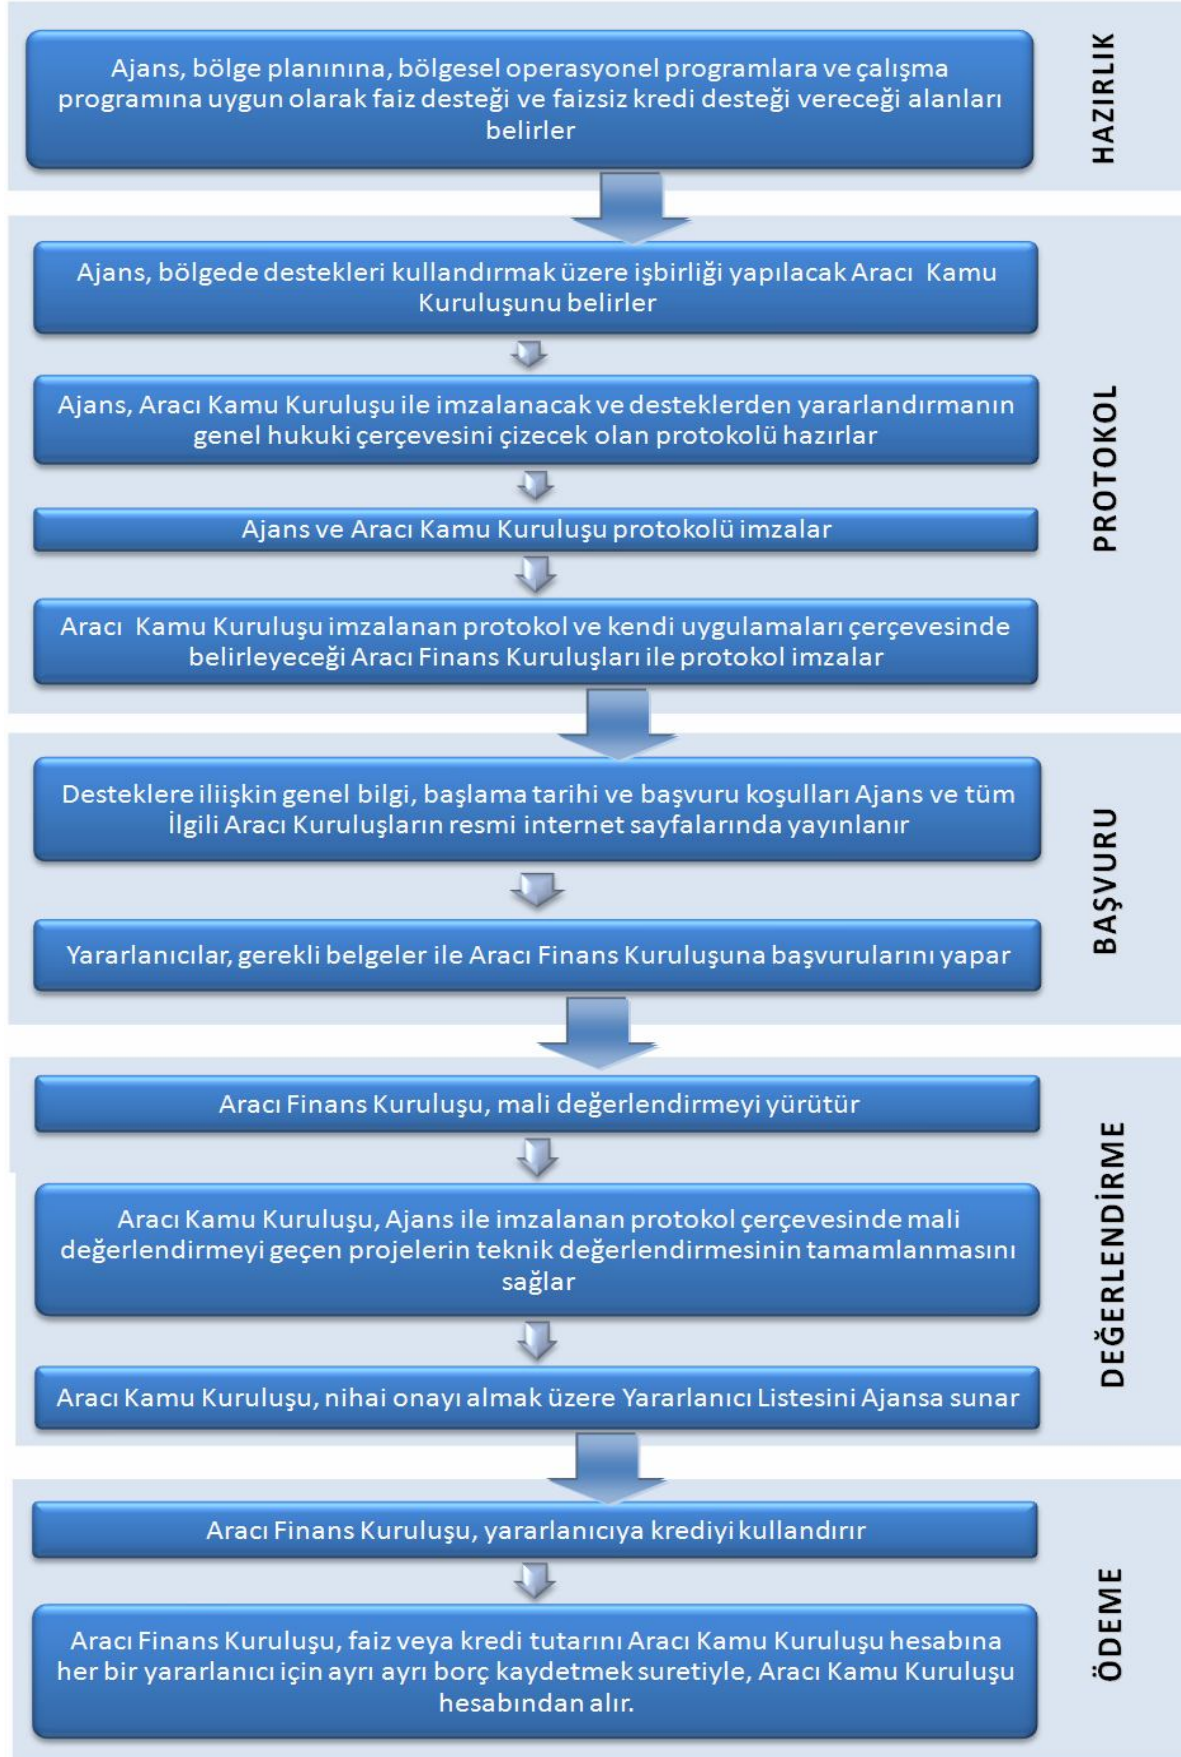 HAZIRLIK
Ajans, bölge planınına, bölgesel operasyonel programlara ve çalışma
programına uygun olarak faiz desteği ve faizsiz kredi desteği vereceği alanları
belirler
PROTOKOL
Ajans, bölgede destekleri kullandırmak üzere işbirliği yapılacak Aracı Kamu
Kuruluşunu belirler
Ajans, Aracı Kamu Kuruluşu ile imzalanacak ve desteklerden yararlandırmanın
genel hukuki çerçevesini çizecek olan protokolü hazırlar
Ajans ve Aracı Kamu Kuruluşu protokolü imzalar
Aracı Kamu Kuruluşu imzalanan protokol ve kendi uygulamaları çerçevesinde
belirleyeceği Aracı Finans Kuruluşları ile protokol imzalar
BAŞVURU
Desteklere iliişkin genel bilgi, başlama tarihi ve başvuru koşulları Ajans ve tüm
İlgili Aracı Kuruluşların resmi internet sayfalarında yayınlanır
Yararlanıcılar, gerekli belgeler ile Aracı Finans Kuruluşuna başvurularını yapar
DEĞERLENDİRME
Aracı Finans Kuruluşu, mali değerlendirmeyi yürütür
Aracı Kamu Kuruluşu, Ajans ile imzalanan protokol çerçevesinde mali
değerlendirmeyi geçen projelerin teknik değerlendirmesinin tamamlanmasını
sağlar
Aracı Kamu Kuruluşu, nihai onayı almak üzere Yararlanıcı Listesini Ajansa sunar
ÖDEME
Aracı Finans Kuruluşu, yararlanıcıya krediyi kullandırır
Aracı Finans Kuruluşu, faiz veya kredi tutarını Aracı Kamu Kuruluşu hesabına
her bir yararlanıcı için ayrı ayrı borç kaydetmek suretiyle, Aracı Kamu Kuruluşu
hesabından alır.